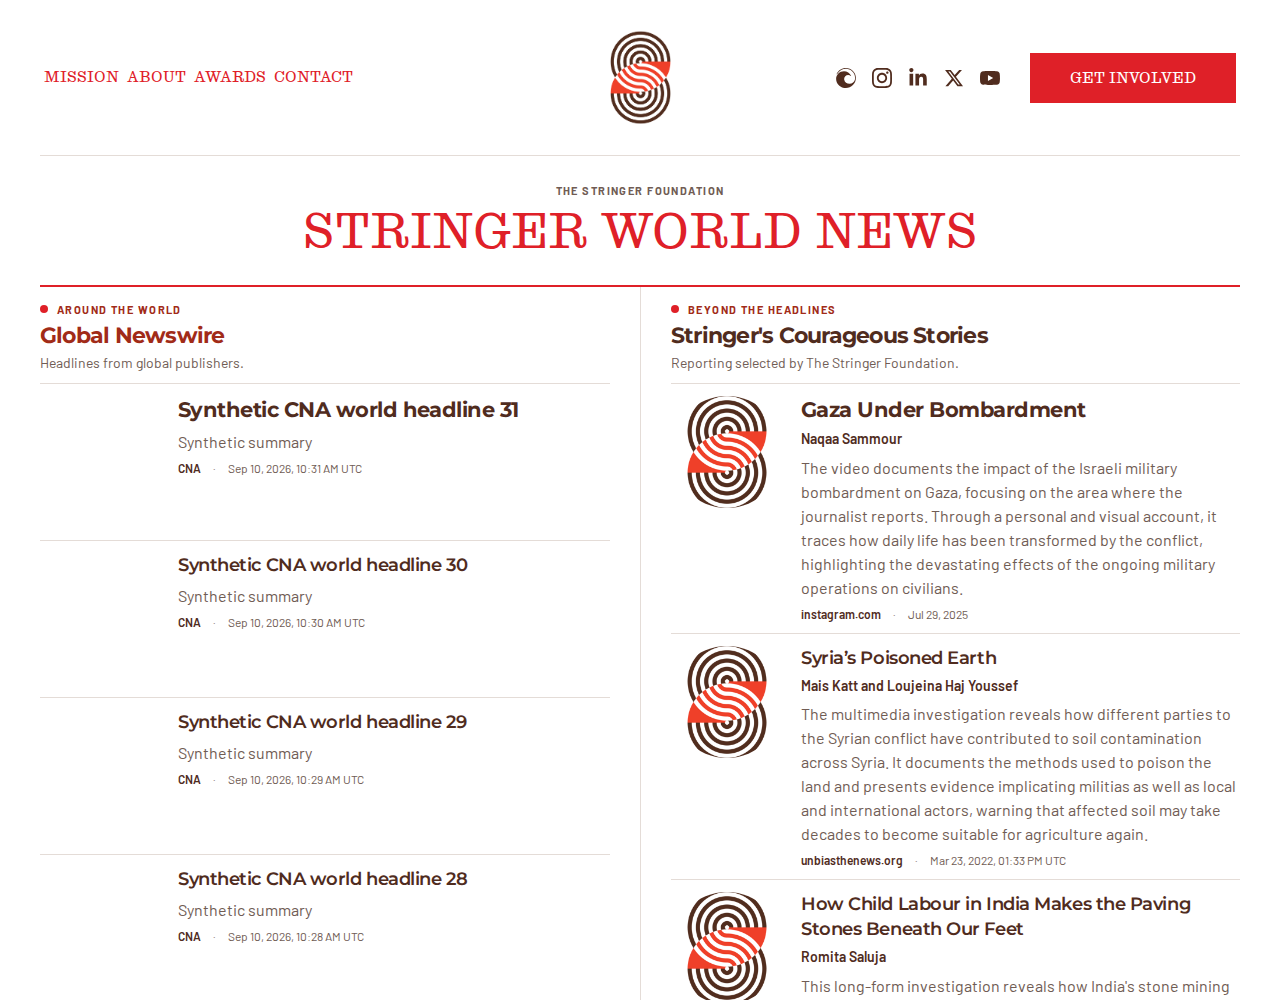 MISSION ABOUT AWARDS CONTACT
GET INVOLVED
THE STRINGER FOUNDATION
STRINGER WORLD NEWS
AROUND THE WORLD
Global Newswire
Headlines from global publishers.
Synthetic CNA world headline 31
Synthetic summary
CNA · Sep 10, 2026, 10:31 AM UTC
Synthetic CNA world headline 30
Synthetic summary
CNA · Sep 10, 2026, 10:30 AM UTC
Synthetic CNA world headline 29
Synthetic summary
CNA · Sep 10, 2026, 10:29 AM UTC
Synthetic CNA world headline 28
Synthetic summary
CNA · Sep 10, 2026, 10:28 AM UTC
BEYOND THE HEADLINES
Stringer's Courageous Stories
Reporting selected by The Stringer Foundation.
Gaza Under Bombardment
Naqaa Sammour
The video documents the impact of the Israeli military
bombardment on Gaza, focusing on the area where the
journalist reports. Through a personal and visual account, it
traces how daily life has been transformed by the conflict,
highlighting the devastating effects of the ongoing military
operations on civilians.
instagram.com · Jul 29, 2025
Syria’s Poisoned Earth
Mais Katt and Loujeina Haj Youssef
The multimedia investigation reveals how different parties to
the Syrian conflict have contributed to soil contamination
across Syria. It documents the methods used to poison the
land and presents evidence implicating militias as well as local
and international actors, warning that affected soil may take
decades to become suitable for agriculture again.
unbiasthenews.org · Mar 23, 2022, 01:33 PM UTC
How Child Labour in India Makes the Paving
Stones Beneath Our Feet
Romita Saluja
This long-form investigation reveals how India's stone mining